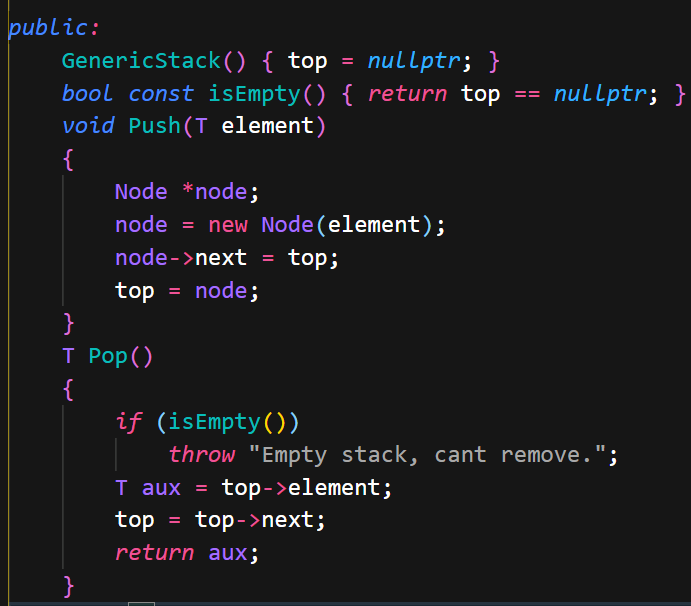 public:
    GenericStack() { top = nullptr; }
    bool const isEmpty() { return top == nullptr; }
    void Push(T element)
    {
        Node *node;
        node = new Node(element);
        node->next = top;
        top = node;
    }
    T Pop()
    {
        if (isEmpty())
            throw "Empty stack, cant remove.";
        T aux = top->element;
        top = top->next;
        return aux;
    }